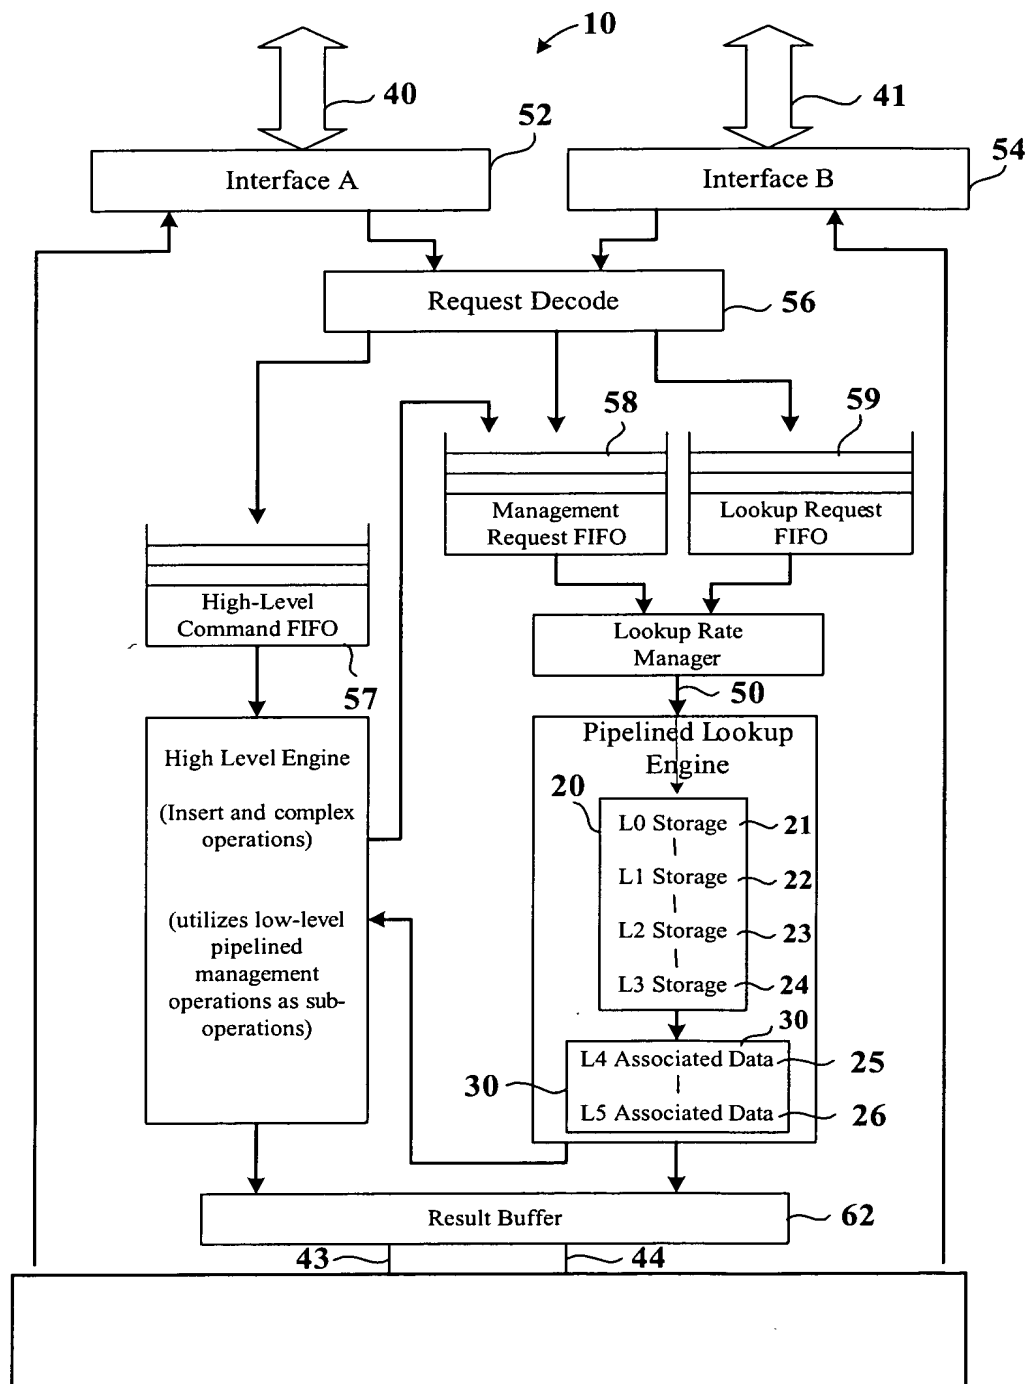 10
40
41
52
54
Interface A
Interface B
Request Decode
56
58
59
Management
Request FIFO
Lookup Request
FIFO
High-Level
Command FIFO
57
Lookup Rate
Manager
50
High Level Engine
(Insert and complex
operations)
(utilizes low-level
pipelined
management
operations as sub-
operations)
Pipelined Lookup
Engine
20
L0 Storage
21
L1 Storage
22
L2 Storage
23
L3 Storage
24
30
30
L4 Associated Data
25
L5 Associated Data
26
Result Buffer
62
43
44